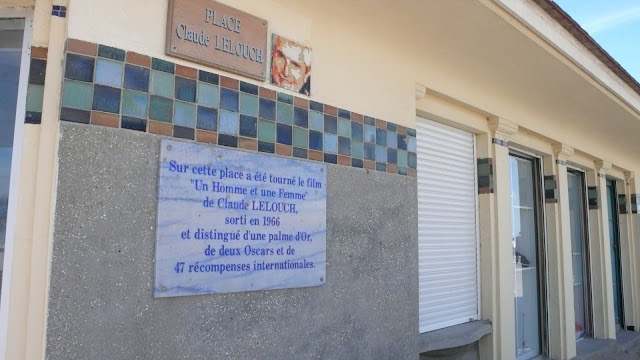 PLACE
Claude LELOUCH
Sur cette place a été tourné le film
"Un Homme et une Femme"
de Claude LELOUCH,
sorti en 1966
et distingué d'une palme d'Or,
de deux Oscars et de
47 récompenses internationales.